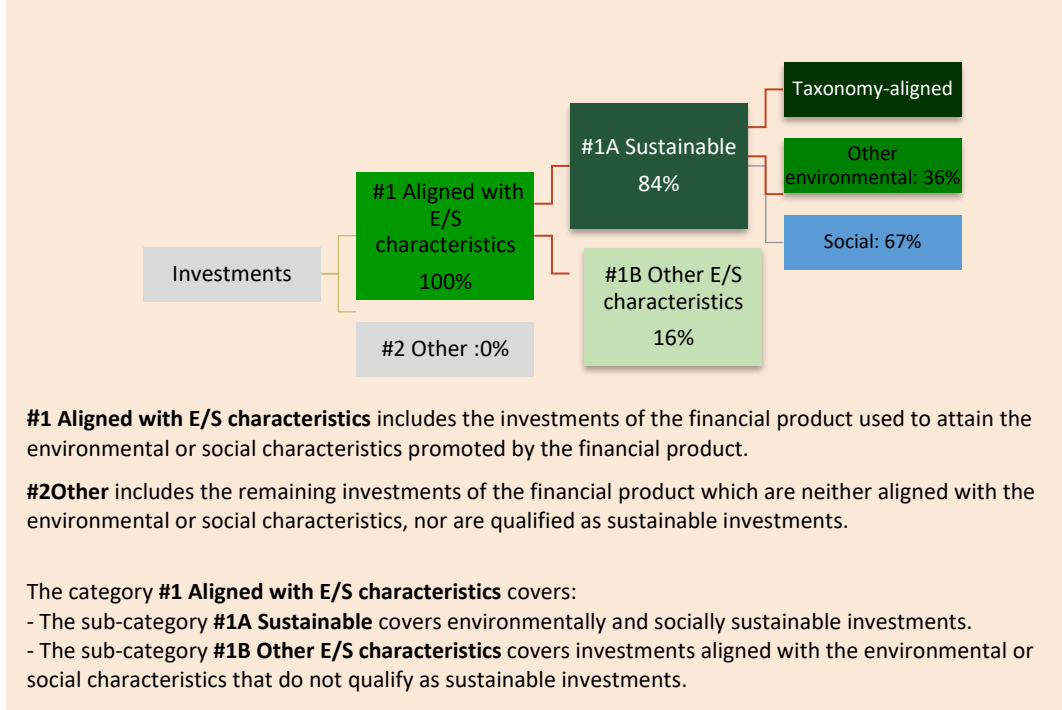 Taxonomy-aligned
#1A Sustainable
84%
Other
environmental: 36%
#1 Aligned with
E/S
characteristics
100%
Social: 67%
Investments
#1B Other E/S
characteristics
16%
#2 Other :0%
#1 Aligned with E/S characteristics includes the investments of the financial product used to attain the
environmental or social characteristics promoted by the financial product.
#2Other includes the remaining investments of the financial product which are neither aligned with the
environmental or social characteristics, nor are qualified as sustainable investments.
The category #1 Aligned with E/S characteristics covers:
- The sub-category #1A Sustainable covers environmentally and socially sustainable investments.
- The sub-category #1B Other E/S characteristics covers investments aligned with the environmental or
social characteristics that do not qualify as sustainable investments.